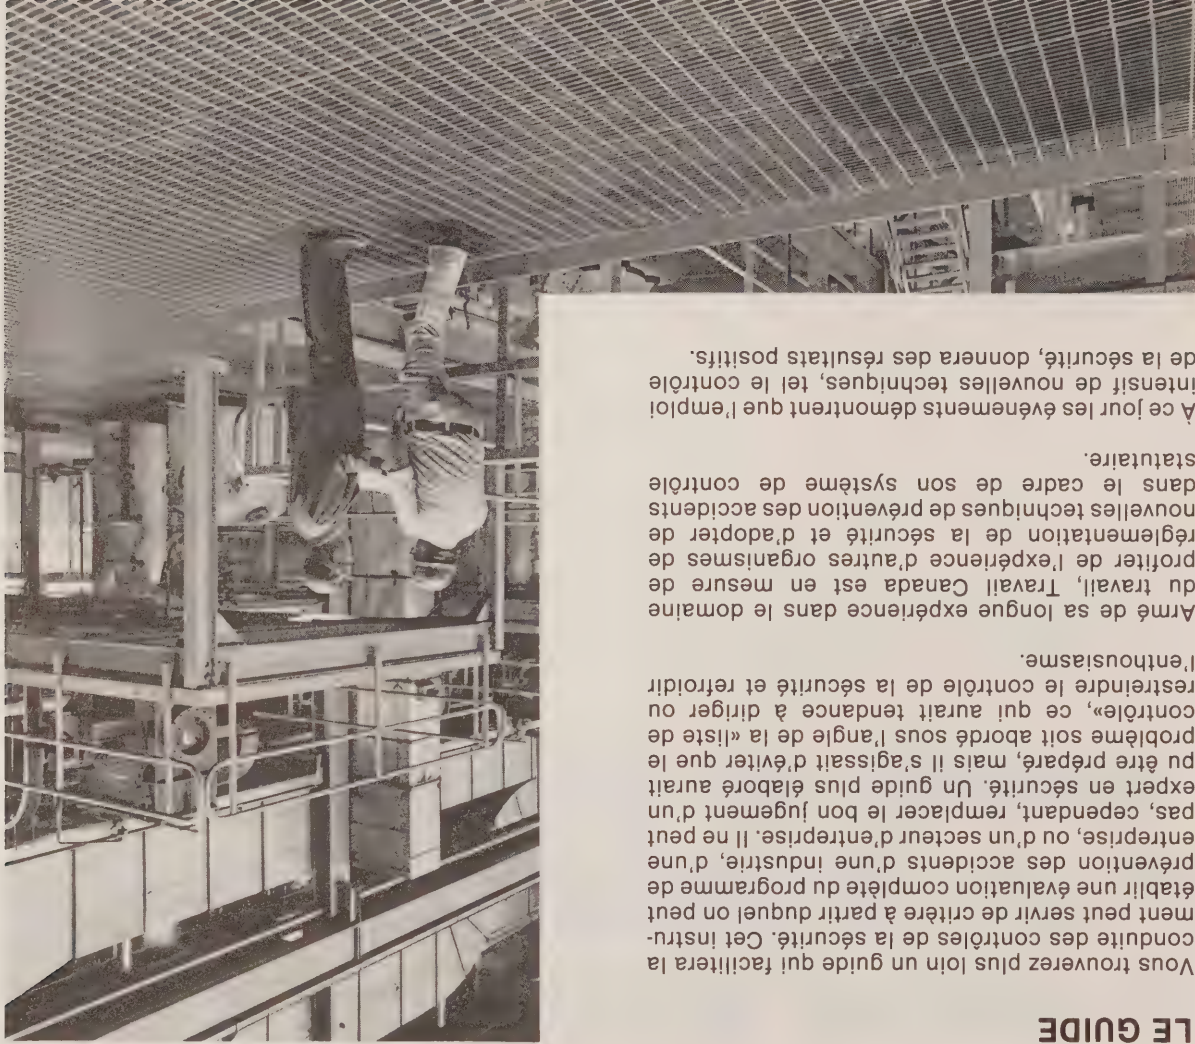 LE GUIDE
Vous trouverez plus loin un guide qui facilitera la
conduite des contrôles de la sécurité. Cet instru-
ment peut servir de critère à partir duquel on peut
établir une évaluation complète du programme de
prévention des accidents d'une industrie, d'une
entreprise, ou d'un secteur d'entreprise. Il ne peut
pas, cependant, remplacer le bon jugement d'un
expert en sécurité. Un guide plus élaboré aurait
pu être préparé, mais il s'agissait d'éviter que le
problème soit abordé sous l'angle de la «liste de
contrôle», ce qui aurait tendance à diriger ou
restreindre le contrôle de la sécurité et refroidir
l'enthousiasme.
Armé de sa longue expérience dans le domaine
du travail, Travail Canada est en mesure de
profiter de l'expérience d'autres organismes de
réglementation de la sécurité et d'adopter de
nouvelles techniques de prévention des accidents
dans le cadre de son système de contrôle
statutaire.
À ce jour les événements démontrent que l'emploi
intensif de nouvelles techniques, tel le contrôle
de la sécurité, donnera des résultats positifs.